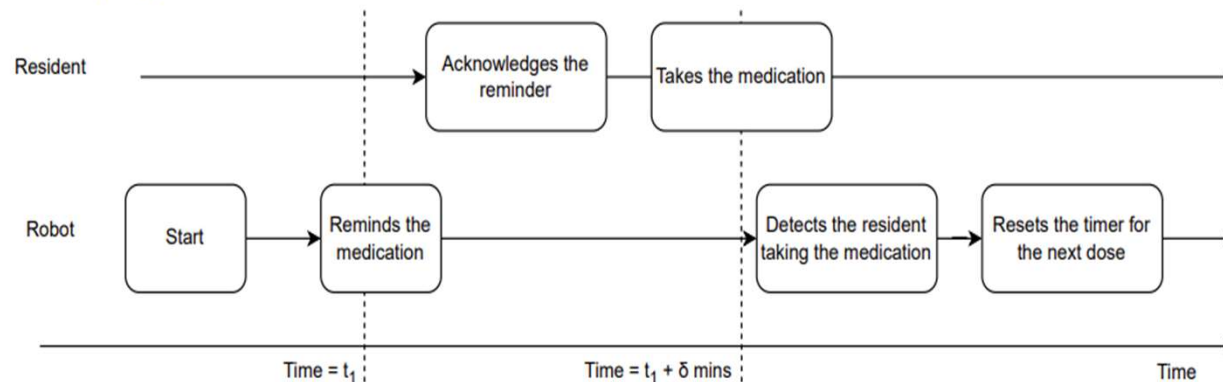 Resident
Acknowledges the
reminder
Takes the medication
Robot
Start
Reminds the
medication
Detects the resident
taking the medication
Resets the timer for
the next dose
Time = t₁
Time = t₁ + δ mins
Time